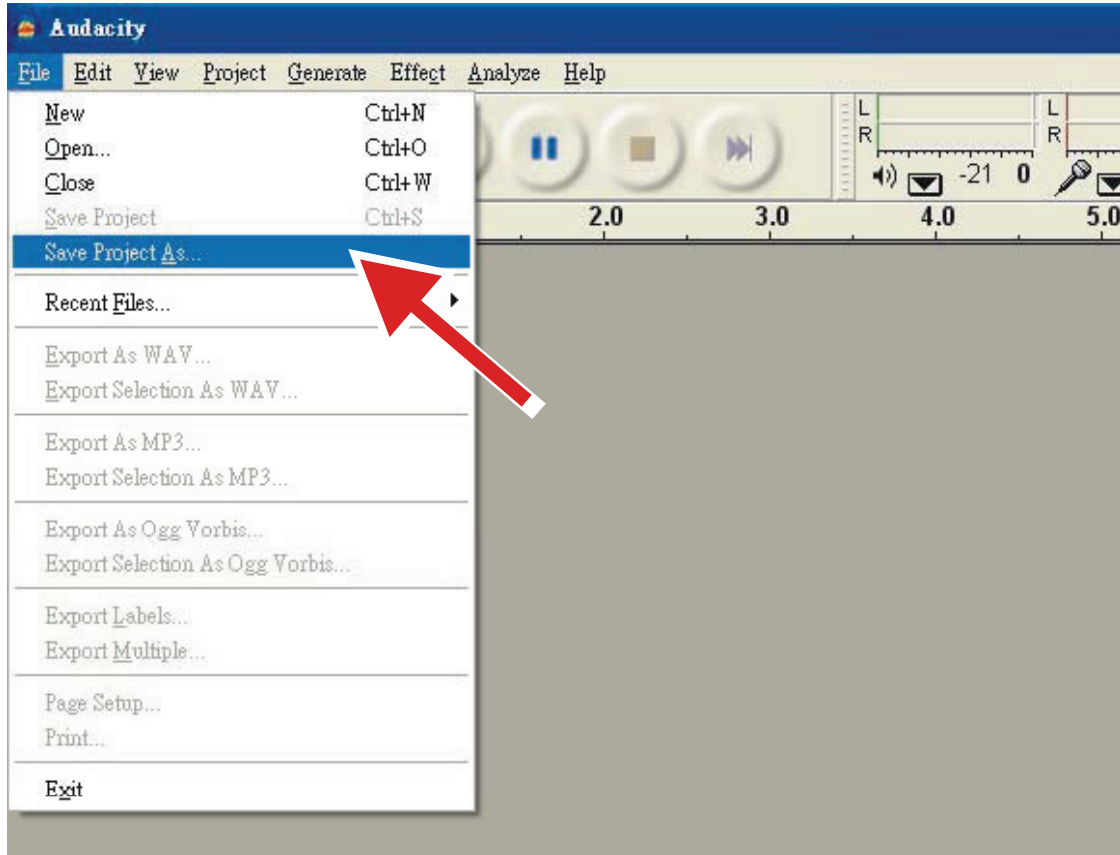 Audacity
File Edit View Project Generate Effect Analyze Help
New Ctrl+N
Open... Ctrl+O
Close Ctrl+W
Save Project Ctrl+S
Save Project As...
Recent Files...
Export As WAV...
Export Selection As WAV...
Export As MP3...
Export Selection As MP3...
Export As Ogg Vorbis...
Export Selection As Ogg Vorbis...
Export Labels...
Export Multiple...
Page Setup...
Print...
Exit
L L
R R
-21 0
2.0 3.0 4.0 5.0